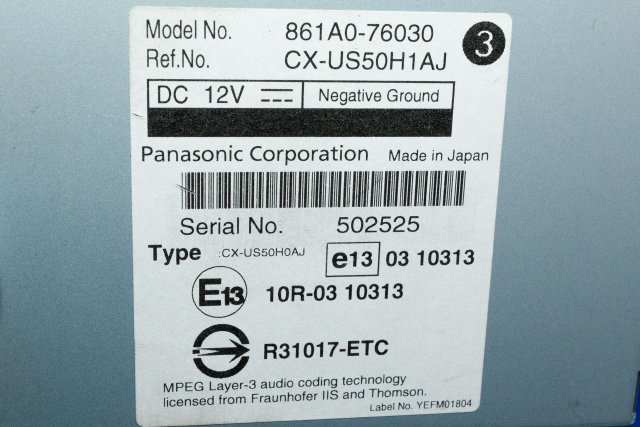 Model No. 861A0-76030 3
Ref.No. CX-US50H1AJ
DC 12V Negative Ground
Panasonic Corporation Made in Japan
Serial No. 502525
Type :CX-US50H0AJ e13 03 10313
E13 10R-03 10313
R31017-ETC
MPEG Layer-3 audio coding technology
licensed from Fraunhofer IIS and Thomson.
Label No. YEFM01804